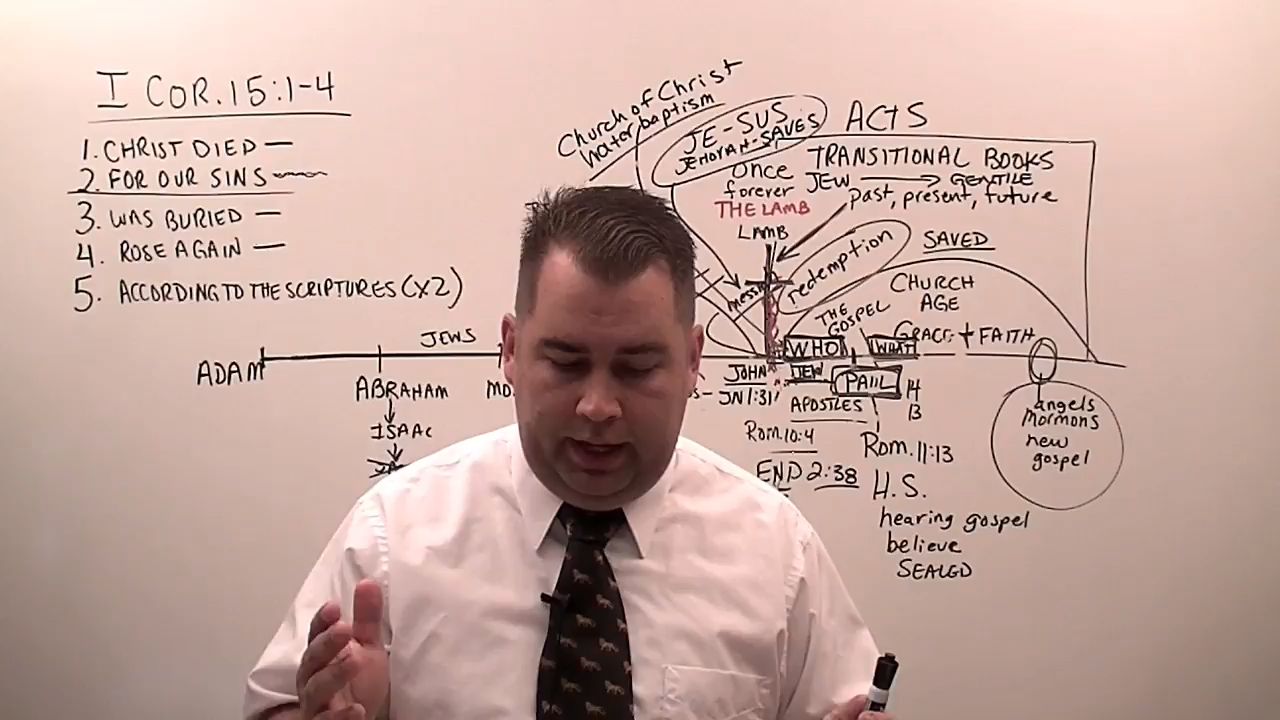 I COR. 15:1-4
1. CHRIST DIED —
2. FOR OUR SINS
3. WAS BURIED —
4. ROSE AGAIN —
5. ACCORDING TO THE SCRIPTURES (X2)
Church of Christ
water baptism
JE-SUS
JEHOVAH-SAVES
ACTS
TRANSITIONAL BOOKS
JEW → GENTILE
past, present, future
once
forever
THE LAMB
LAMB
redemption
SAVED
CHURCH
AGE
THE
GOSPEL
GRACE + FAITH
JEWS
WHO
WHAT
ADAM
ABRAHAM
ISAAC
JOHN
JN 1:31
JEW
PAUL
14
13
APOSTLES
Rom. 10:4
Rom. 11:13
END 2:38
H.S.
hearing gospel
believe
SEALED
angels
Mormons
new
gospel